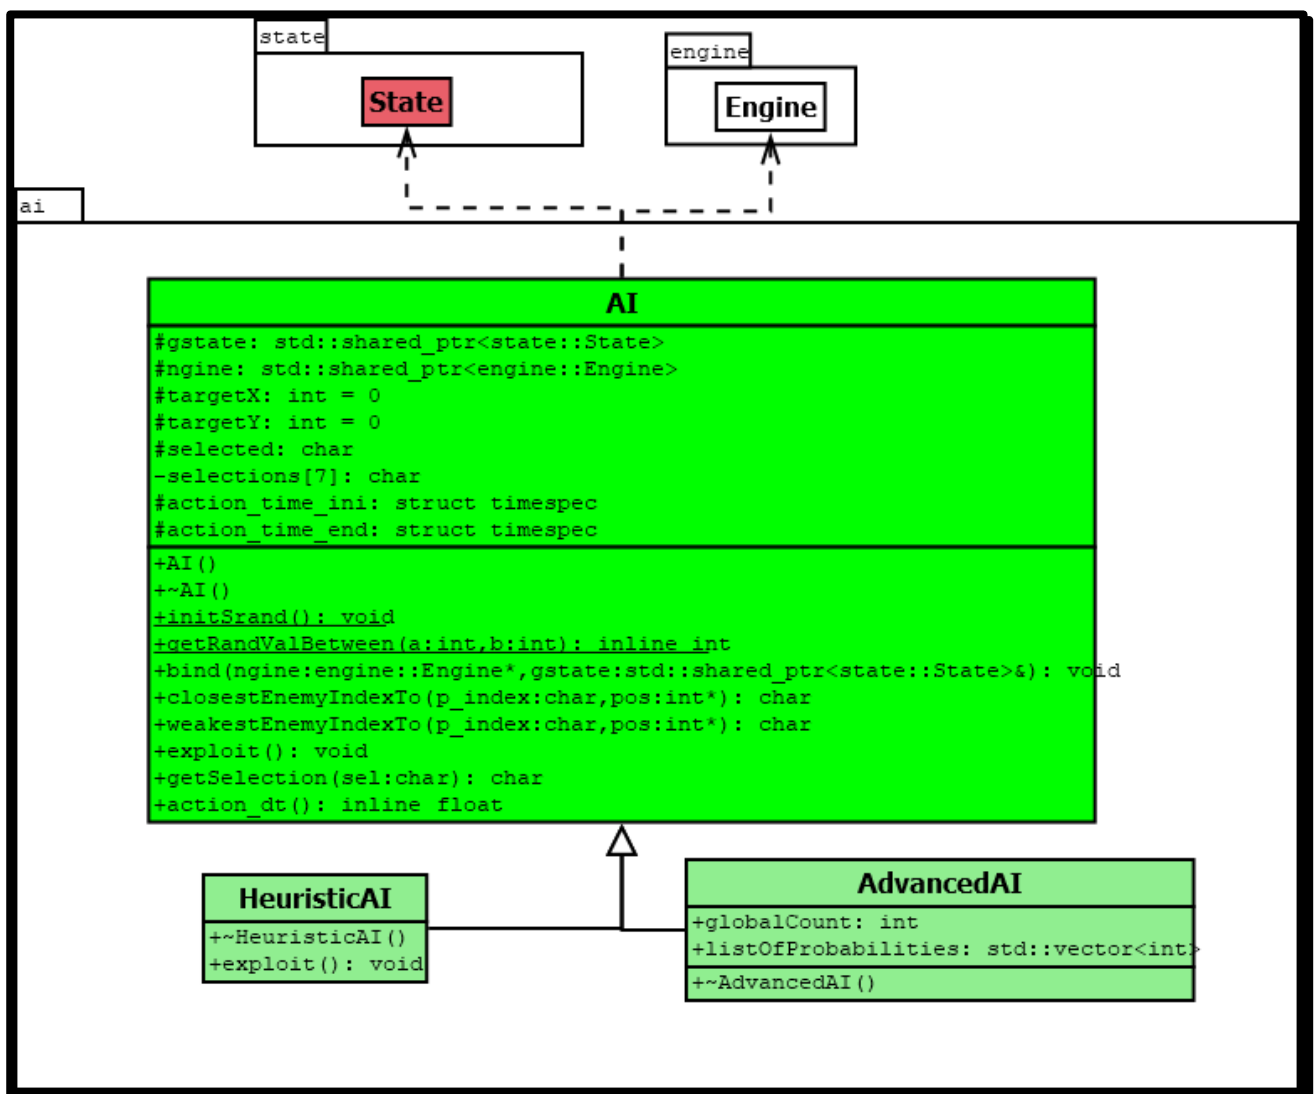 state
State
engine
Engine
ai
AI
#gstate: std::shared_ptr<state::State>
#ngine: std::shared_ptr<engine::Engine>
#targetX: int = 0
#targetY: int = 0
#selected: char
-selections[7]: char
#action_time_ini: struct timespec
#action_time_end: struct timespec
+AI()
+~AI()
+initSrand(): void
+getRandValBetween(a:int,b:int): inline int
+bind(ngine:engine::Engine*,gstate:std::shared_ptr<state::State>&): void
+closestEnemyIndexTo(p_index:char,pos:int*): char
+weakestEnemyIndexTo(p_index:char,pos:int*): char
+exploit(): void
+getSelection(sel:char): char
+action_dt(): inline float
HeuristicAI
+~HeuristicAI()
+exploit(): void
AdvancedAI
+globalCount: int
+listOfProbabilities: std::vector<int>
+~AdvancedAI()